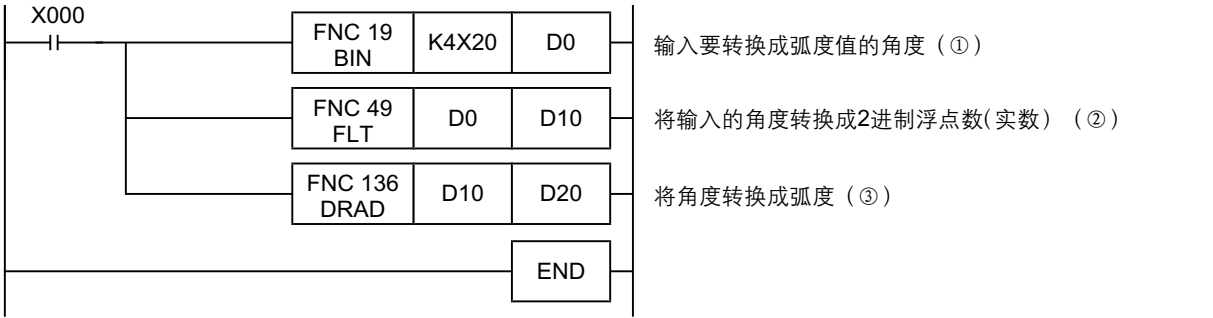 X000
FNC 19 K4X20 D0 输入要转换成弧度值的角度（①）
BIN
FNC 49 D0 D10 将输入的角度转换成2进制浮点数(实数）（②）
FLT
FNC 136 D10 D20 将角度转换成弧度（③）
DRAD
END